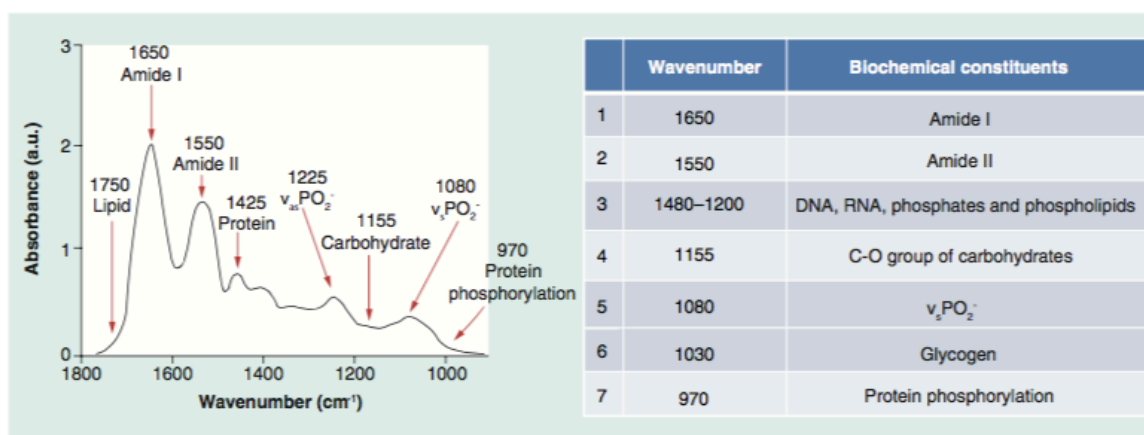 3
2
1
0
1800
1600
1400
1200
1000
Absorbance (a.u.)
Wavenumber (cm⁻¹)
1650
Amide I
1550
Amide II
1750
Lipid
1425
Protein
1225
vₐₛPO₂⁻
1155
Carbohydrate
1080
vₛPO₂⁻
970
Protein
phosphorylation
Wavenumber Biochemical constituents
1 1650 Amide I
2 1550 Amide II
3 1480–1200 DNA, RNA, phosphates and phospholipids
4 1155 C-O group of carbohydrates
5 1080 vₛPO₂⁻
6 1030 Glycogen
7 970 Protein phosphorylation